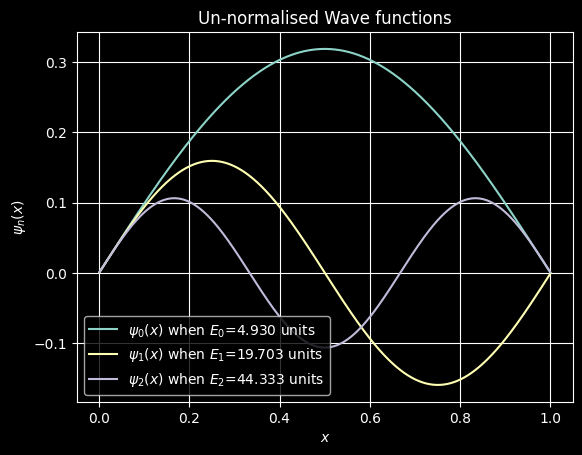 Un-normalised Wave functions
ψₙ(x)
0.3
0.2
0.1
0.0
−0.1
ψ₀(x) when E₀=4.930 units
ψ₁(x) when E₁=19.703 units
ψ₂(x) when E₂=44.333 units
0.0 0.2 0.4 0.6 0.8 1.0
x